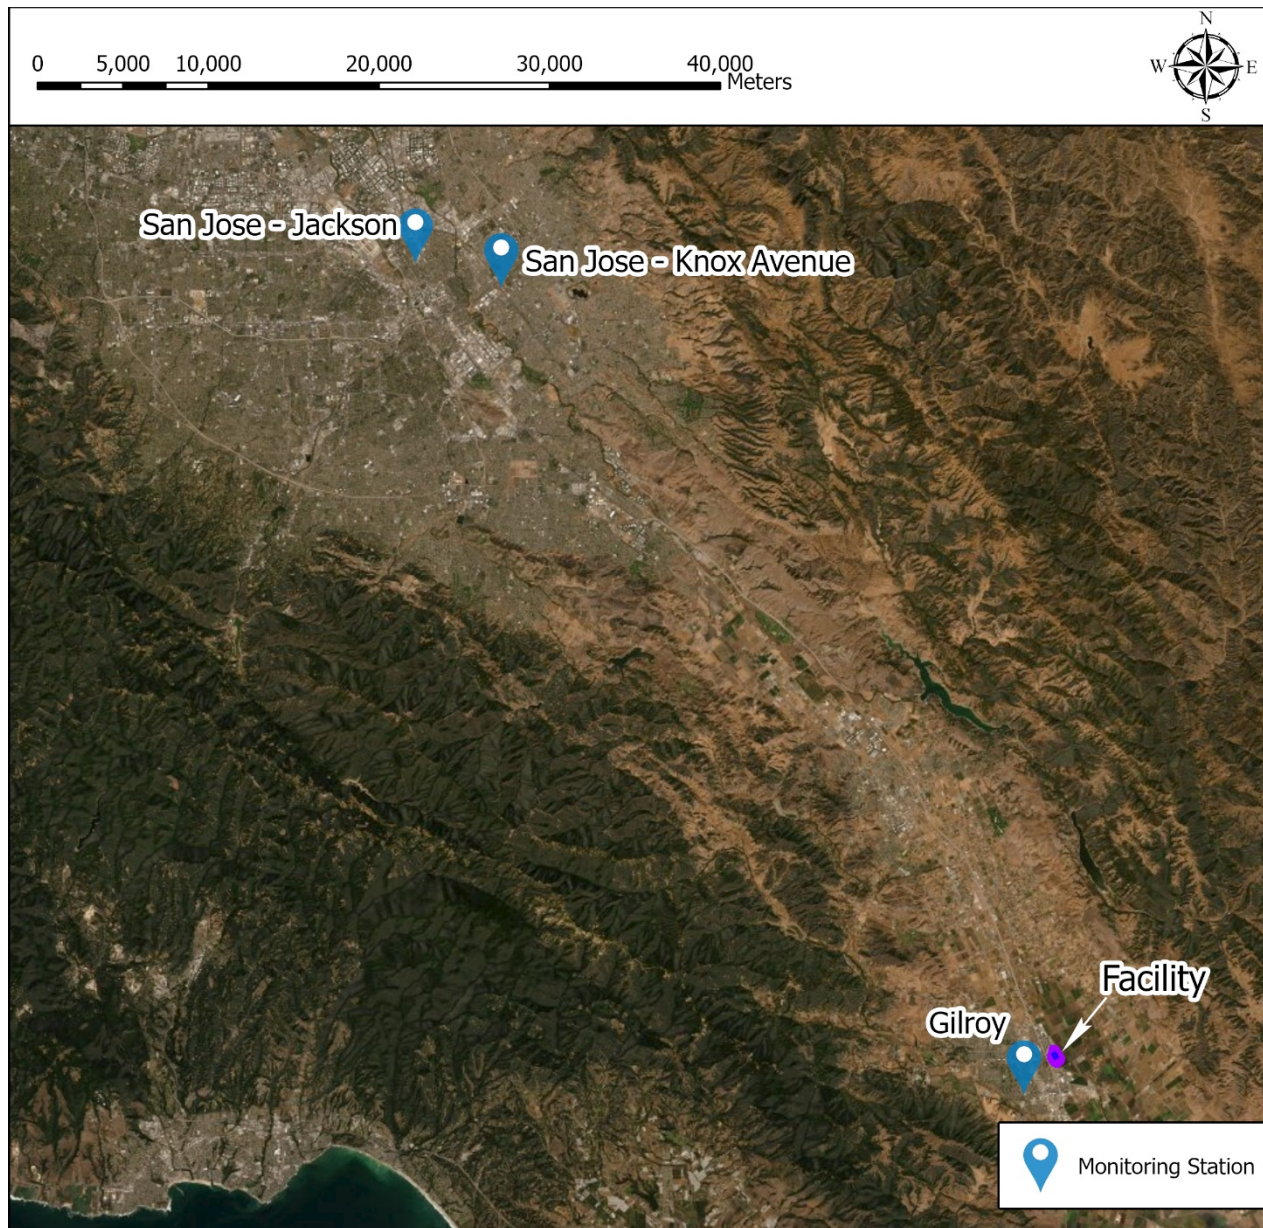 N
0 5,000 10,000 20,000 30,000 40,000
Meters
W E
S
San Jose - Jackson
San Jose - Knox Avenue
Facility
Gilroy
Monitoring Station